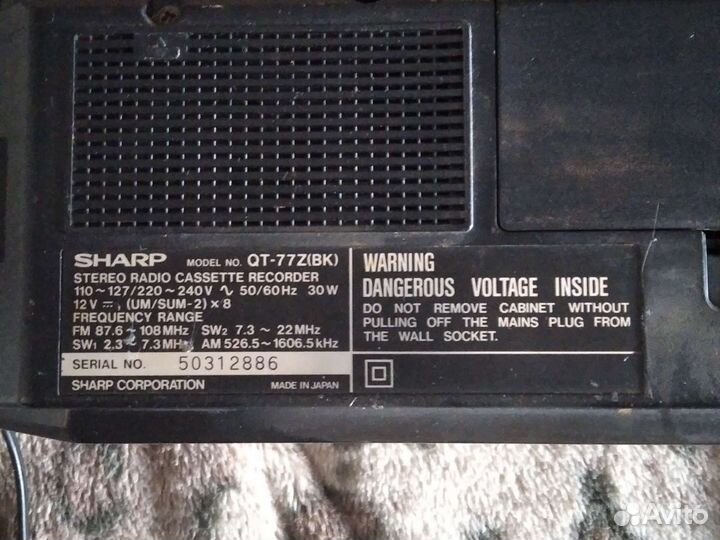 SHARP MODEL NO. QT-77Z(BK)
STEREO RADIO CASSETTE RECORDER
110~127/220~240V ∿ 50/60Hz 30W
12V ⎓ (UM/SUM-2)×8
FREQUENCY RANGE
FM 87.6~108MHz SW₂ 7.3~22MHz
SW₁ 2.3~7.3MHz AM 526.5~1606.5kHz
SERIAL NO. 50312886
SHARP CORPORATION MADE IN JAPAN
WARNING
DANGEROUS VOLTAGE INSIDE
DO NOT REMOVE CABINET WITHOUT
PULLING OFF THE MAINS PLUG FROM
THE WALL SOCKET.
Avito